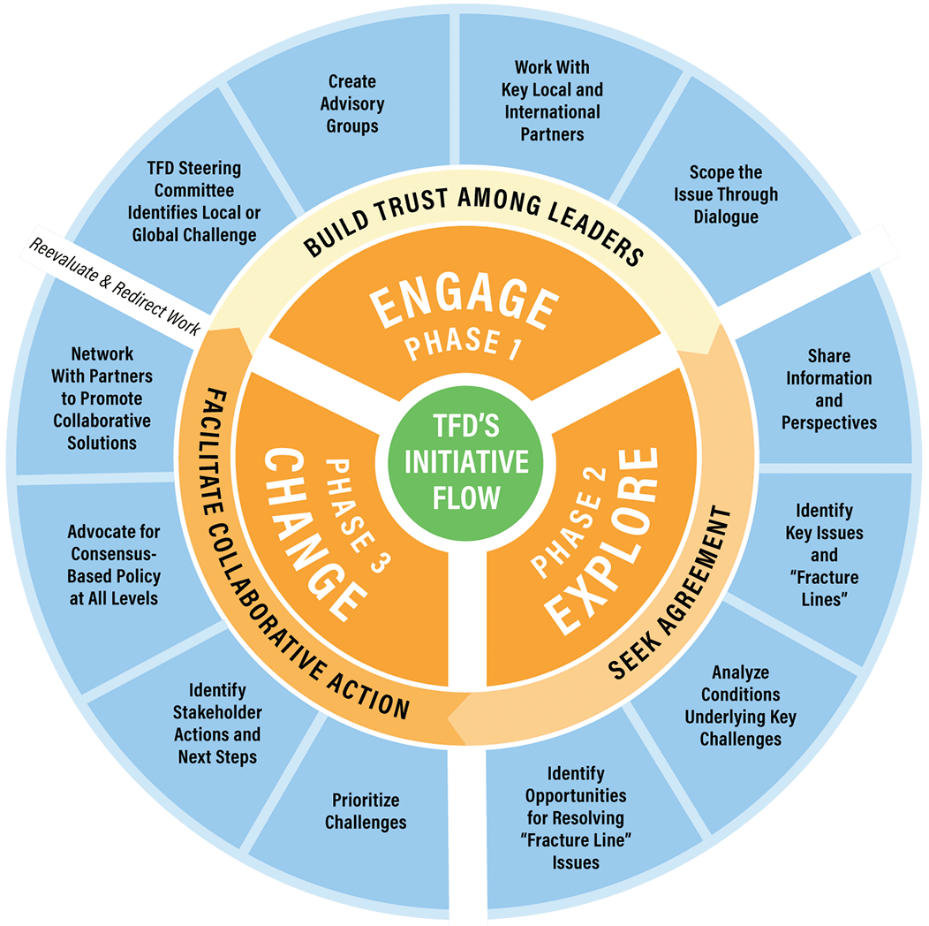 TFD'S
INITIATIVE
FLOW
ENGAGE
PHASE 1
BUILD TRUST AMONG LEADERS
TFD Steering
Committee
Identifies Local or
Global Challenge
Create
Advisory
Groups
Work With
Key Local and
International
Partners
Scope the
Issue Through
Dialogue
PHASE 2
EXPLORE
SEEK AGREEMENT
Share
Information
and
Perspectives
Identify
Key Issues
and
“Fracture
Lines”
Analyze
Conditions
Underlying Key
Challenges
Identify
Opportunities
for Resolving
“Fracture Line”
Issues
PHASE 3
CHANGE
FACILITATE COLLABORATIVE ACTION
Prioritize
Challenges
Identify
Stakeholder
Actions and
Next Steps
Advocate for
Consensus-
Based Policy
at All Levels
Network
With Partners
to Promote
Collaborative
Solutions
Reevaluate & Redirect Work